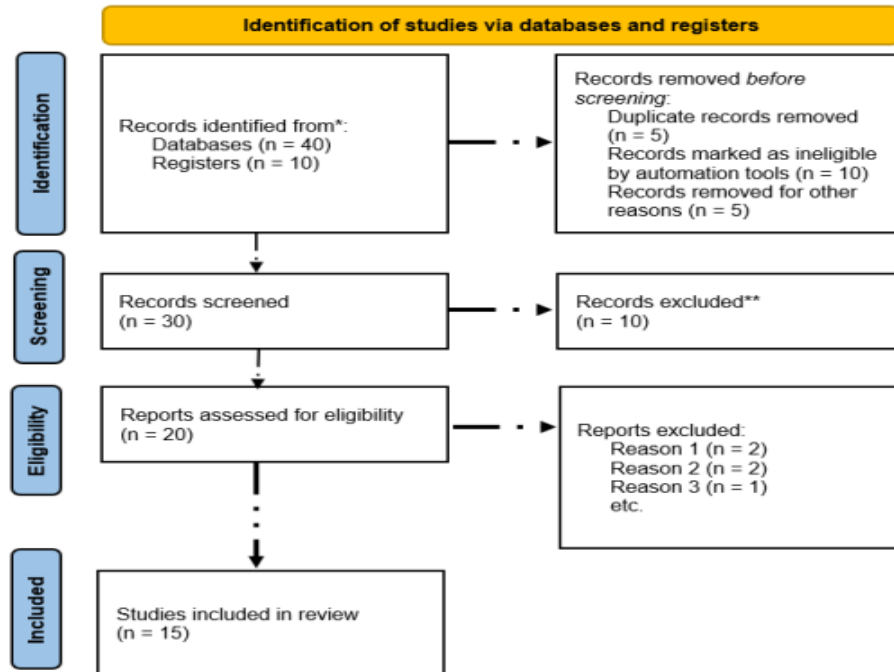 Identification of studies via databases and registers
Identification
Records identified from*:
Databases (n = 40)
Registers (n = 10)
Records removed before
screening:
Duplicate records removed
(n = 5)
Records marked as ineligible
by automation tools (n = 10)
Records removed for other
reasons (n = 5)
Screening
Records screened
(n = 30)
Records excluded**
(n = 10)
Eligibility
Reports assessed for eligibility
(n = 20)
Reports excluded:
Reason 1 (n = 2)
Reason 2 (n = 2)
Reason 3 (n = 1)
etc.
Included
Studies included in review
(n = 15)